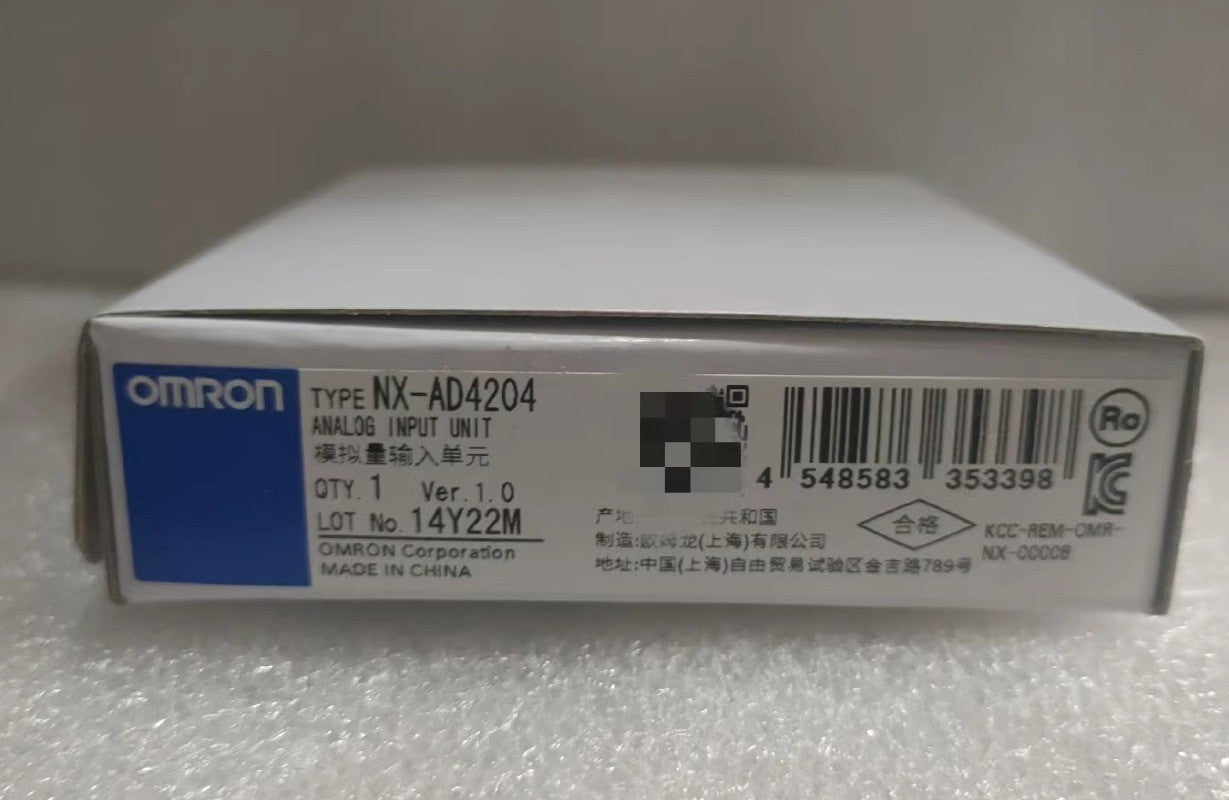 OMRON
TYPE NX-AD4204
ANALOG INPUT UNIT
模拟量输入单元
QTY. 1 Ver. 1.0
LOT No. 14Y22M
OMRON Corporation
MADE IN CHINA
4 548583 353398
产地
共和国
制造:欧姆龙(上海)有限公司
地址:中国(上海)自由贸易试验区金吉路789号
合格
Ro
KCC-REM-OMR-
NX-00006